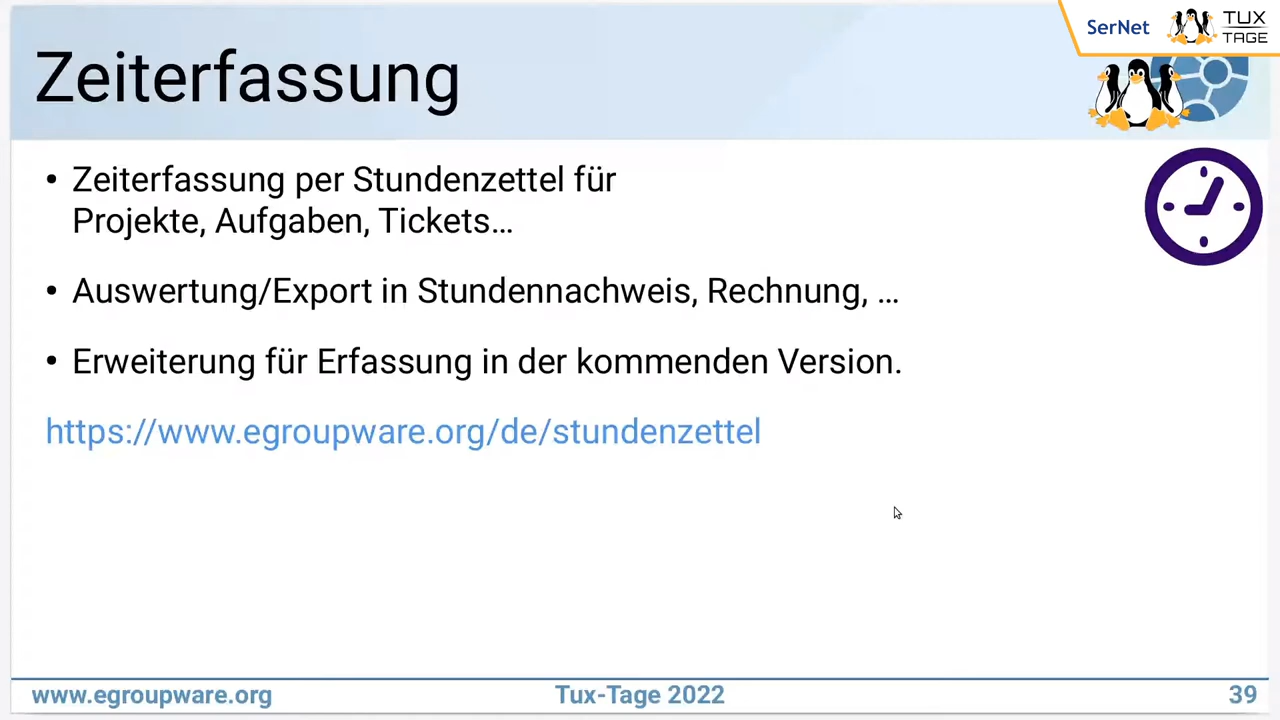 SerNet
TUX
TAGE
Zeiterfassung
• Zeiterfassung per Stundenzettel für
Projekte, Aufgaben, Tickets…
• Auswertung/Export in Stundennachweis, Rechnung, …
• Erweiterung für Erfassung in der kommenden Version.
https://www.egroupware.org/de/stundenzettel
www.egroupware.org
Tux-Tage 2022
39